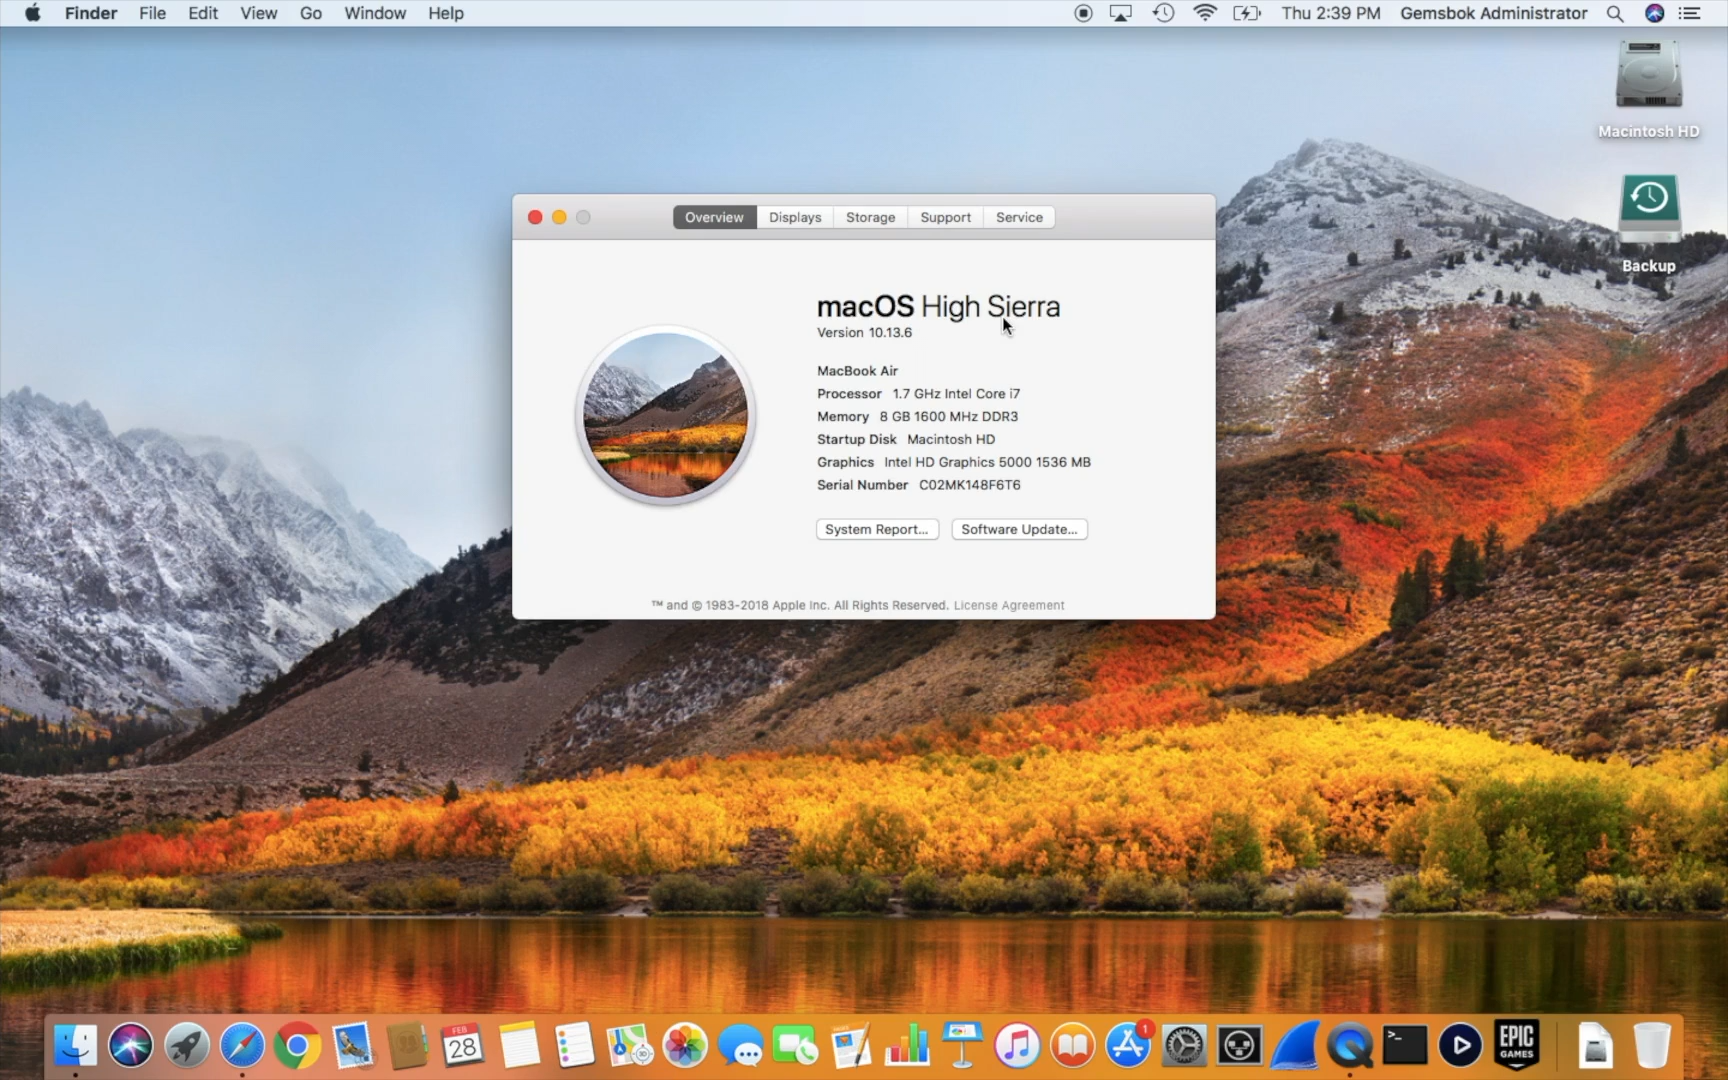 Finder File Edit View Go Window Help Thu 2:39 PM Gemsbok Administrator
Macintosh HD
Backup
Overview Displays Storage Support Service
macOS High Sierra
Version 10.13.6
MacBook Air
Processor 1.7 GHz Intel Core i7
Memory 8 GB 1600 MHz DDR3
Startup Disk Macintosh HD
Graphics Intel HD Graphics 5000 1536 MB
Serial Number C02MK148F6T6
System Report... Software Update...
™ and © 1983-2018 Apple Inc. All Rights Reserved. License Agreement
FEB
28
PAGES
1
>_
EPIC
GAMES